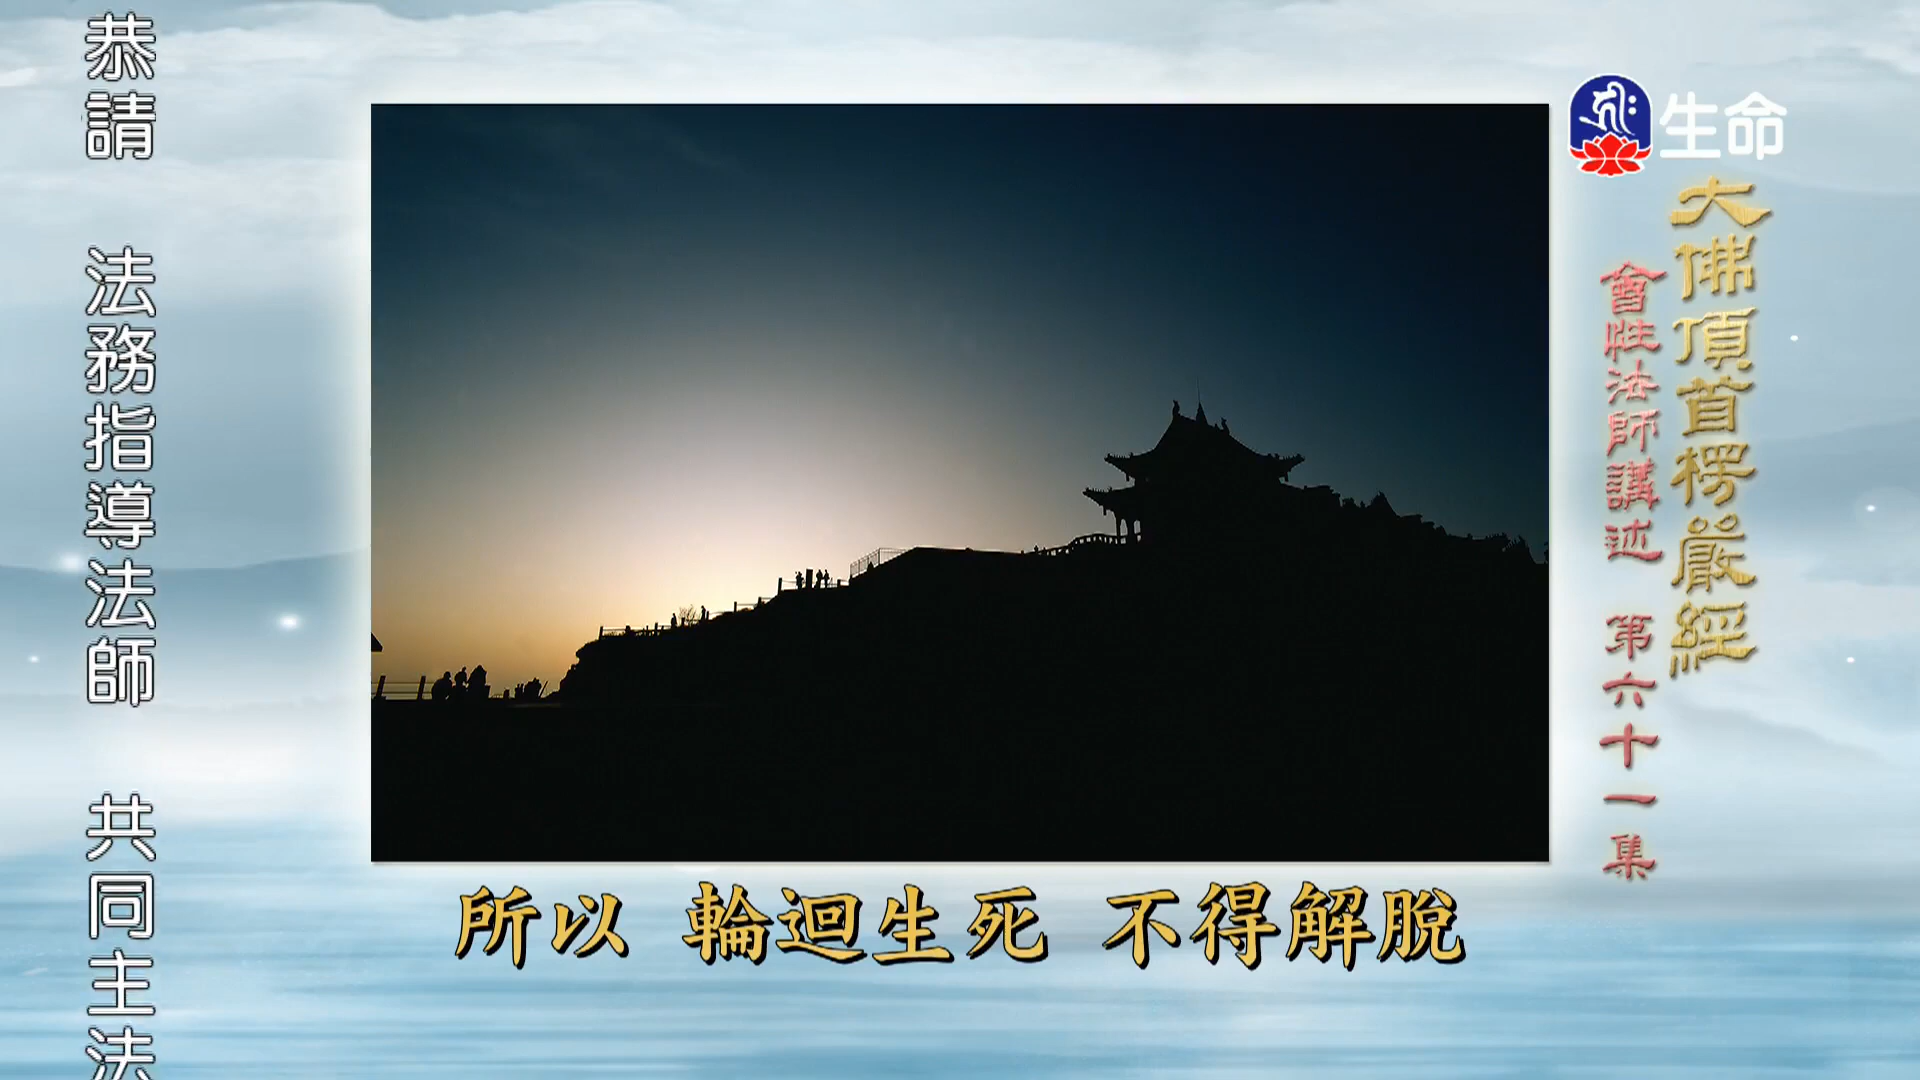 生命
大佛頂首楞嚴經
會性法師講述 第六十一集
恭請 法務指導法師 共同主法
所以 輪迴生死 不得解脫